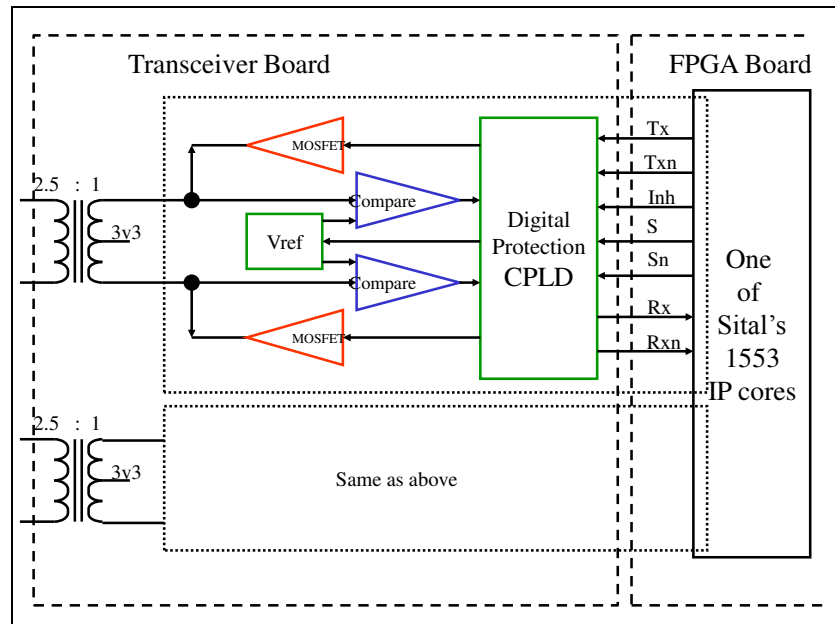 Transceiver Board
FPGA Board
MOSFET
Tx
Txn
2.5 : 1
Compare
Inh
3v3
Vref
Digital
Protection
CPLD
S
Sn
Compare
MOSFET
Rx
Rxn
One
of
Sital's
1553
IP cores
2.5 : 1
3v3
Same as above